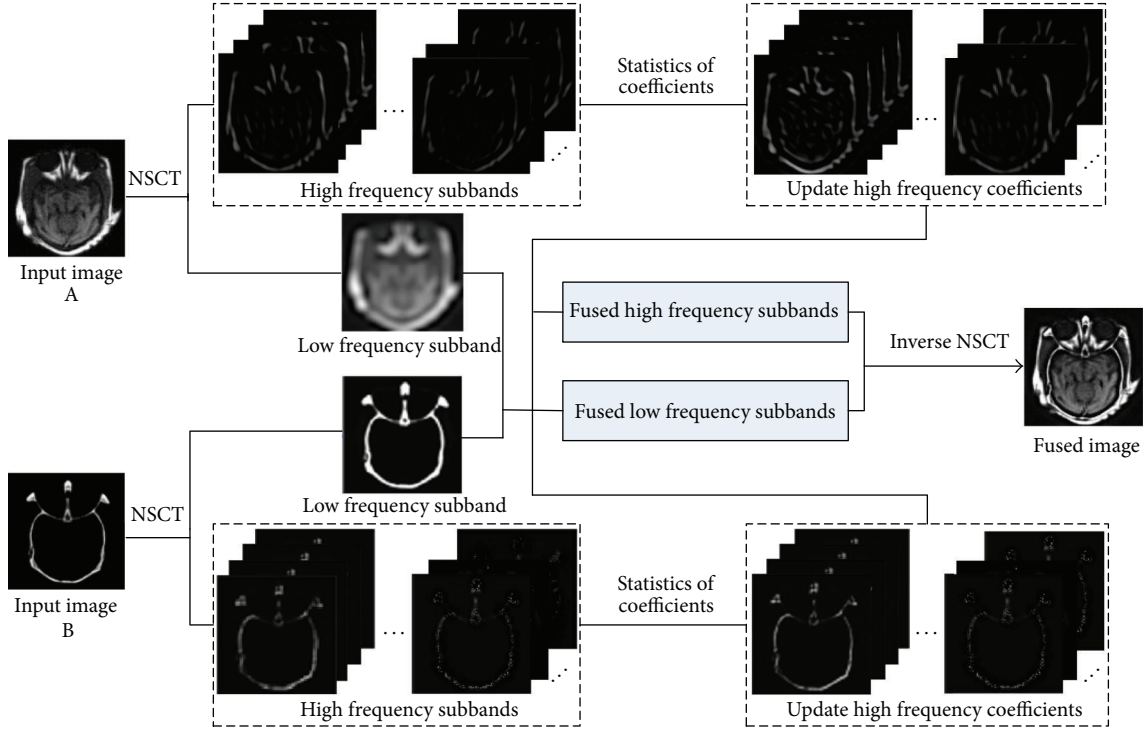 Statistics of
coefficients
. . .
. . .
. . .
. . .
NSCT
High frequency subbands
Update high frequency coefficients
Input image
A
Low frequency subband
Fused high frequency subbands
Inverse NSCT
Fused low frequency subbands
Fused image
NSCT
Low frequency subband
Input image
B
Statistics of
coefficients
. . .
. . .
. . .
. . .
High frequency subbands
Update high frequency coefficients